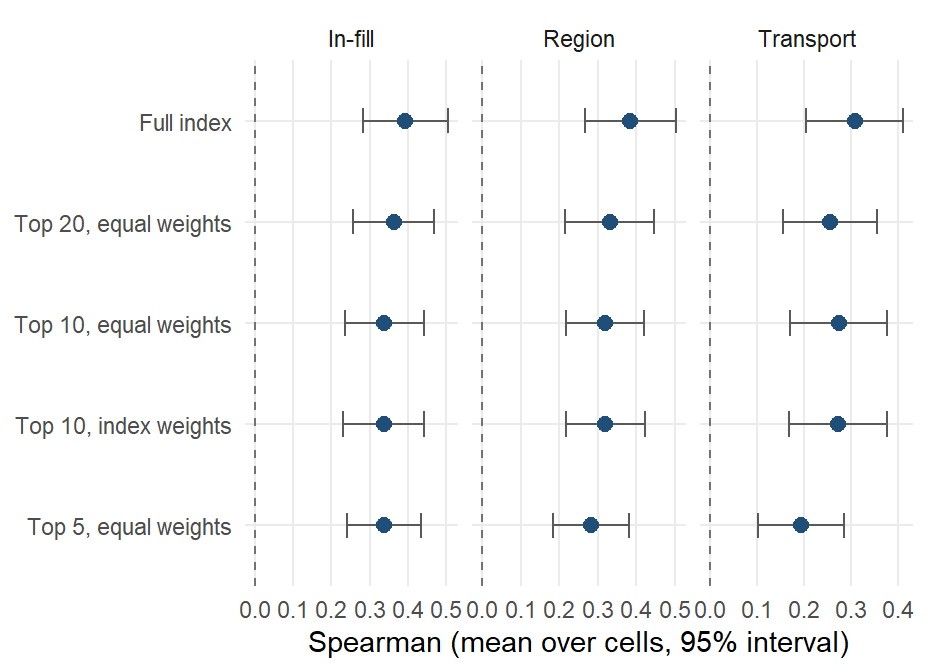 In-fill Region Transport
Full index
Top 20, equal weights
Top 10, equal weights
Top 10, index weights
Top 5, equal weights
0.0 0.1 0.2 0.3 0.4 0.5 0.0 0.1 0.2 0.3 0.4 0.5 0.0 0.1 0.2 0.3 0.4
Spearman (mean over cells, 95% interval)